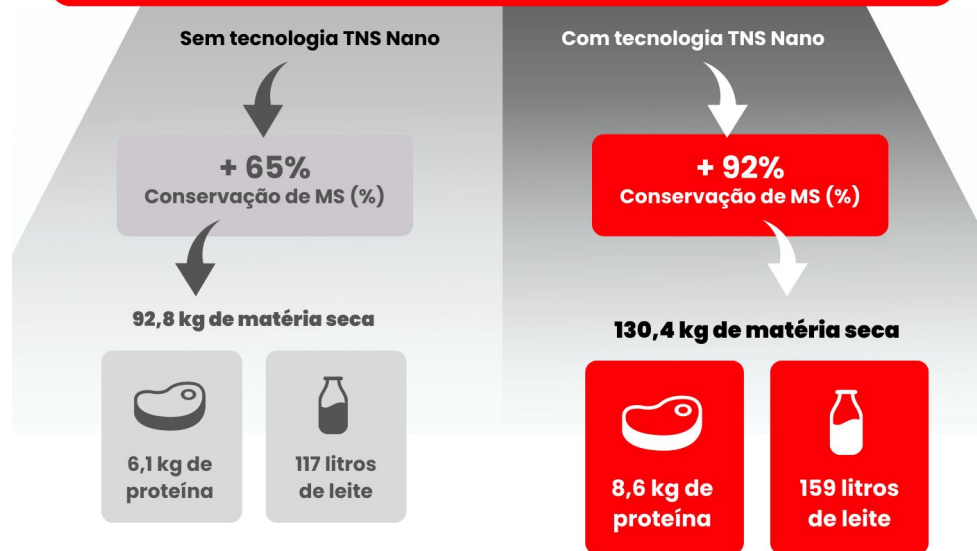 Sem tecnologia TNS Nano
+ 65%
Conservação de MS (%)
92,8 kg de matéria seca
6,1 kg de
proteína
117 litros
de leite
Com tecnologia TNS Nano
+ 92%
Conservação de MS (%)
130,4 kg de matéria seca
8,6 kg de
proteína
159 litros
de leite